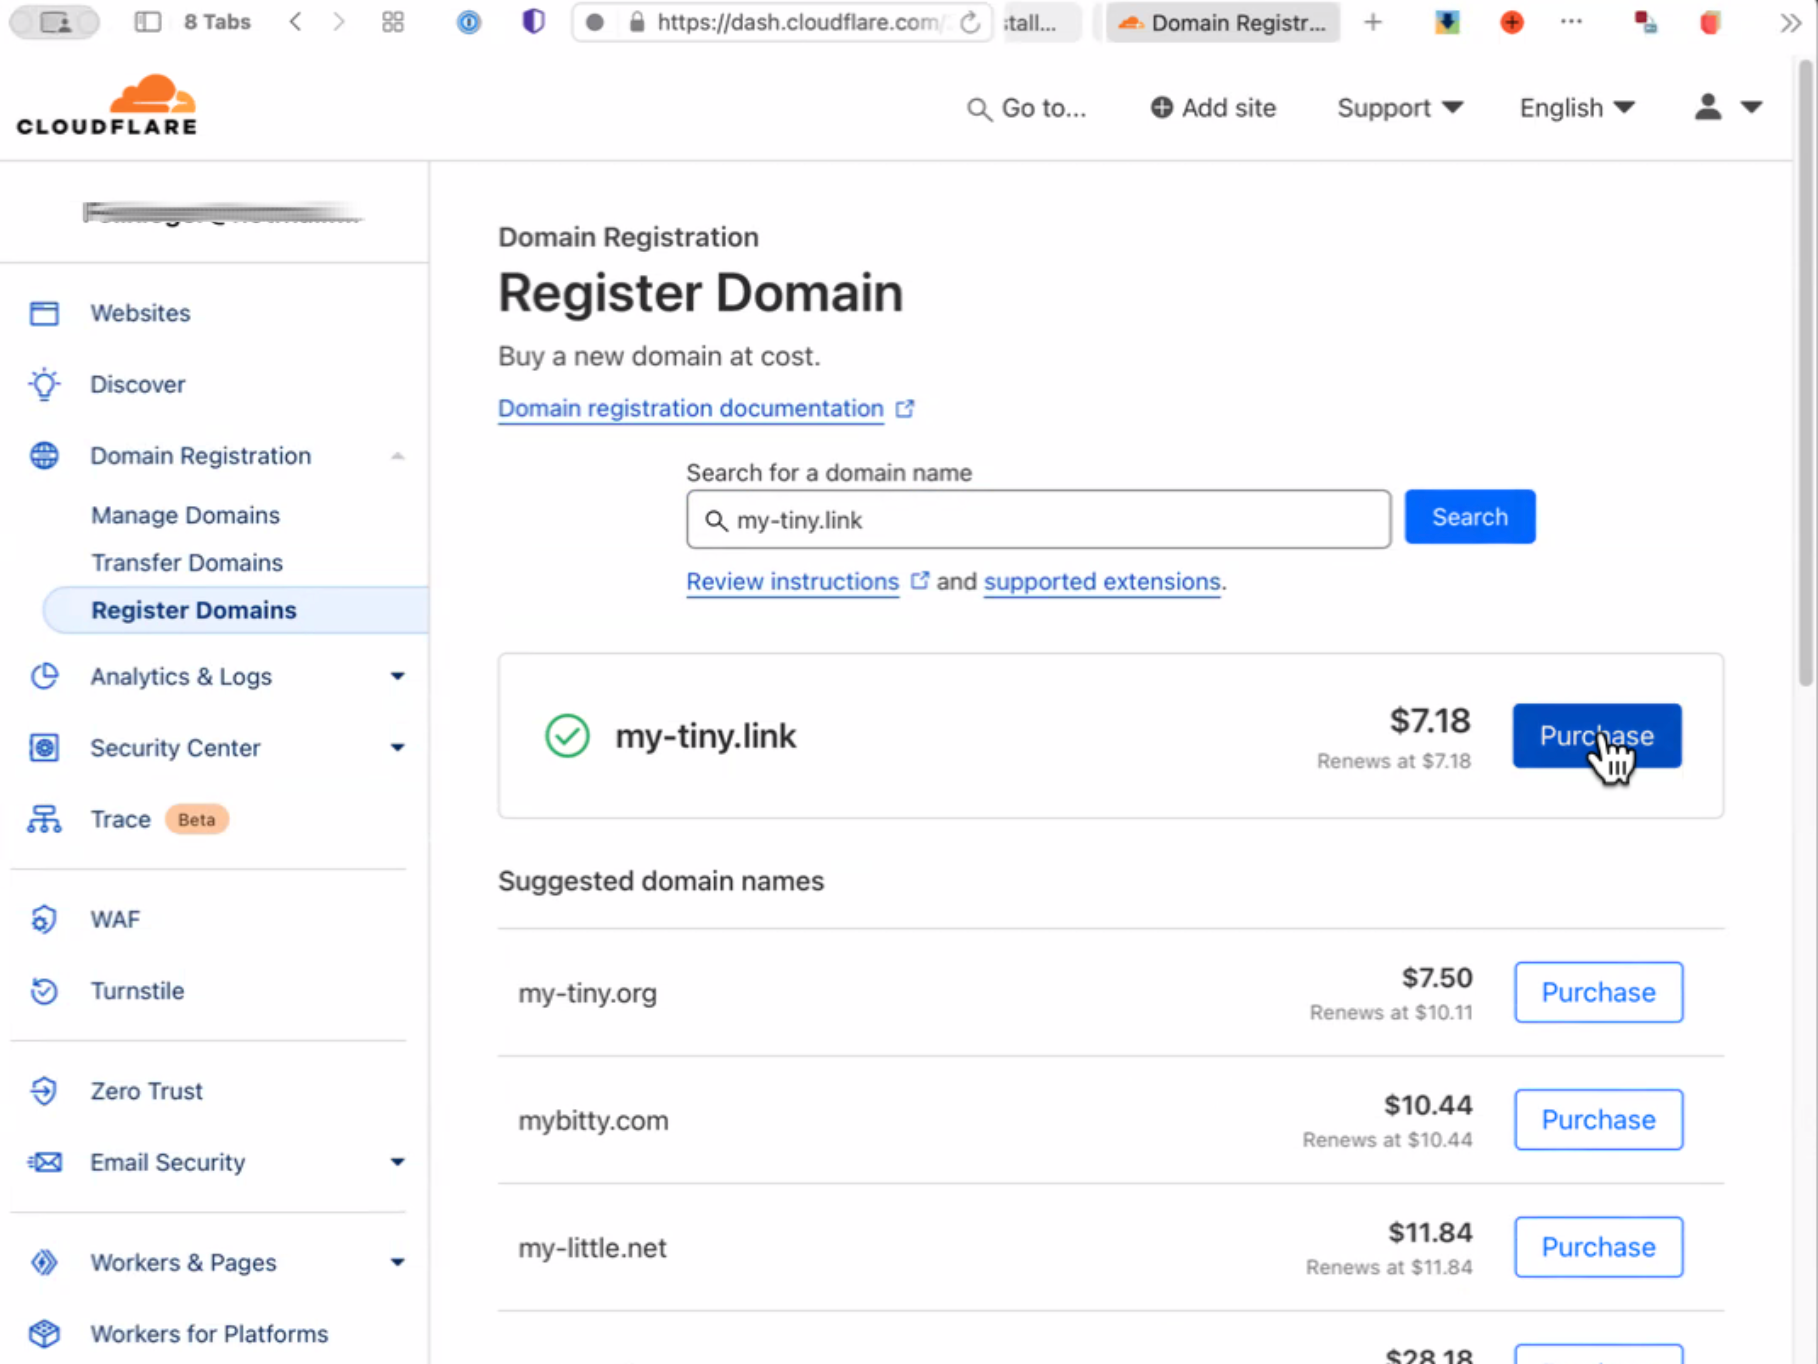 8 Tabs
https://dash.cloudflare.com/
tall...
Domain Registr...
CLOUDFLARE
Go to...
Add site
Support
English
Websites
Discover
Domain Registration
Manage Domains
Transfer Domains
Register Domains
Analytics & Logs
Security Center
Trace Beta
WAF
Turnstile
Zero Trust
Email Security
Workers & Pages
Workers for Platforms
Domain Registration
Register Domain
Buy a new domain at cost.
Domain registration documentation
Search for a domain name
my-tiny.link
Search
Review instructions and supported extensions.
my-tiny.link
$7.18
Renews at $7.18
Purchase
Suggested domain names
my-tiny.org
$7.50
Renews at $10.11
Purchase
mybitty.com
$10.44
Renews at $10.44
Purchase
my-little.net
$11.84
Renews at $11.84
Purchase
$28.18